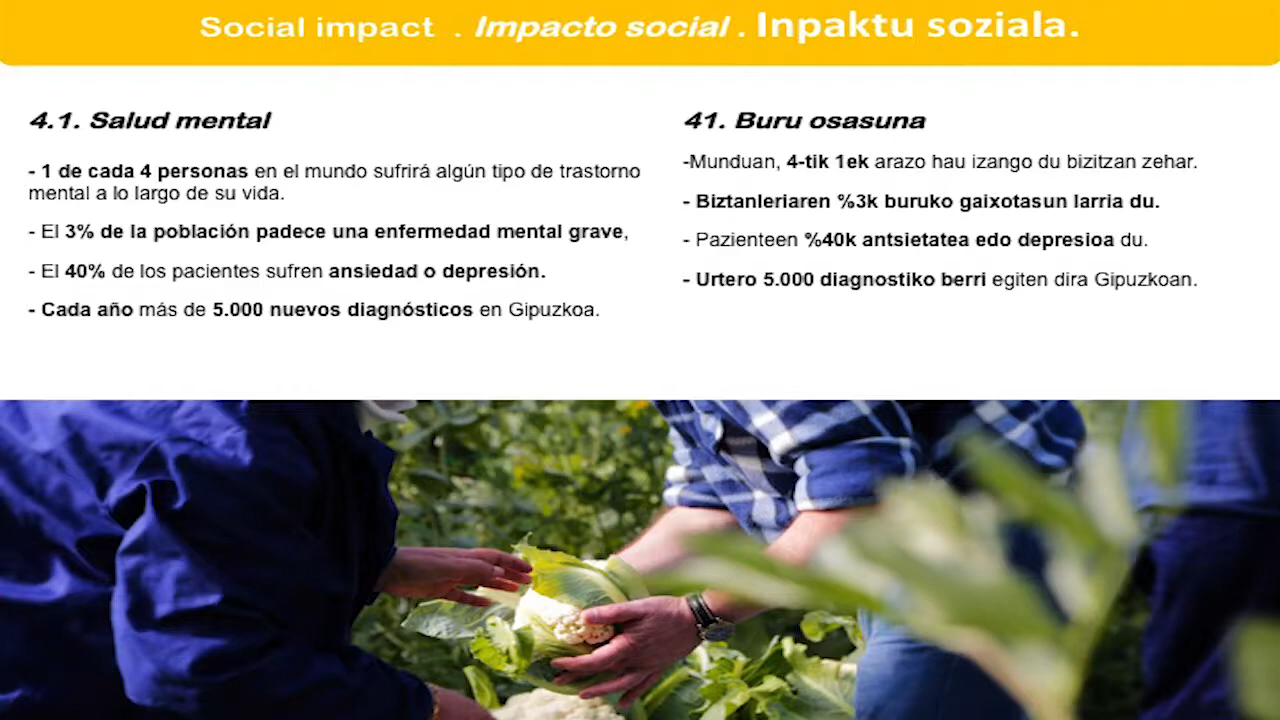 Social impact . Impacto social . Inpaktu soziala.
4.1. Salud mental
- 1 de cada 4 personas en el mundo sufrirá algún tipo de trastorno
mental a lo largo de su vida.
- El 3% de la población padece una enfermedad mental grave,
- El 40% de los pacientes sufren ansiedad o depresión.
- Cada año más de 5.000 nuevos diagnósticos en Gipuzkoa.
41. Buru osasuna
-Munduan, 4-tik 1ek arazo hau izango du bizitzan zehar.
- Biztanleriaren %3k buruko gaixotasun larria du.
- Pazienteen %40k antsietatea edo depresioa du.
- Urtero 5.000 diagnostiko berri egiten dira Gipuzkoan.